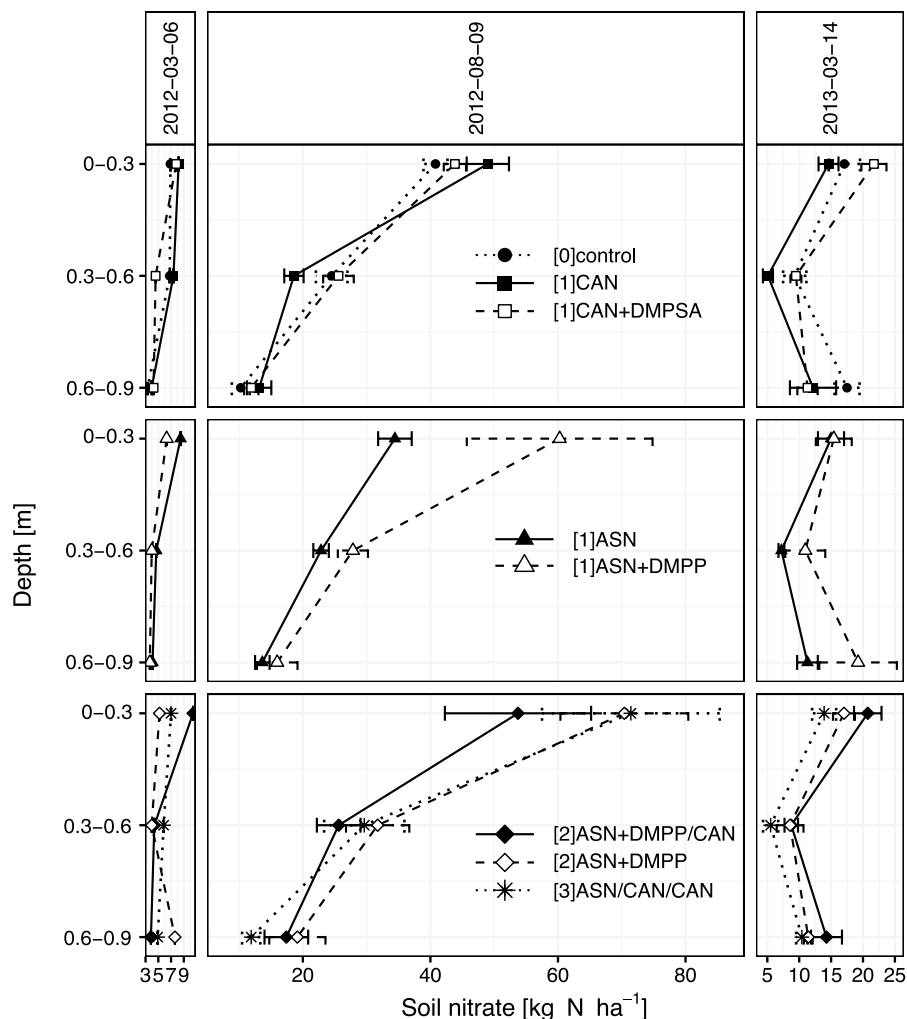 2012−03−06
2012−08−09
2013−03−14
0−0.3
0.3−0.6
0.6−0.9
[0]control
[1]CAN
[1]CAN+DMPSA
0−0.3
0.3−0.6
0.6−0.9
[1]ASN
[1]ASN+DMPP
Depth [m]
0−0.3
0.3−0.6
0.6−0.9
[2]ASN+DMPP/CAN
[2]ASN+DMPP
[3]ASN/CAN/CAN
3 5 7 9
20 40 60 80
5 10 15 20 25
Soil nitrate [kg N ha⁻¹]